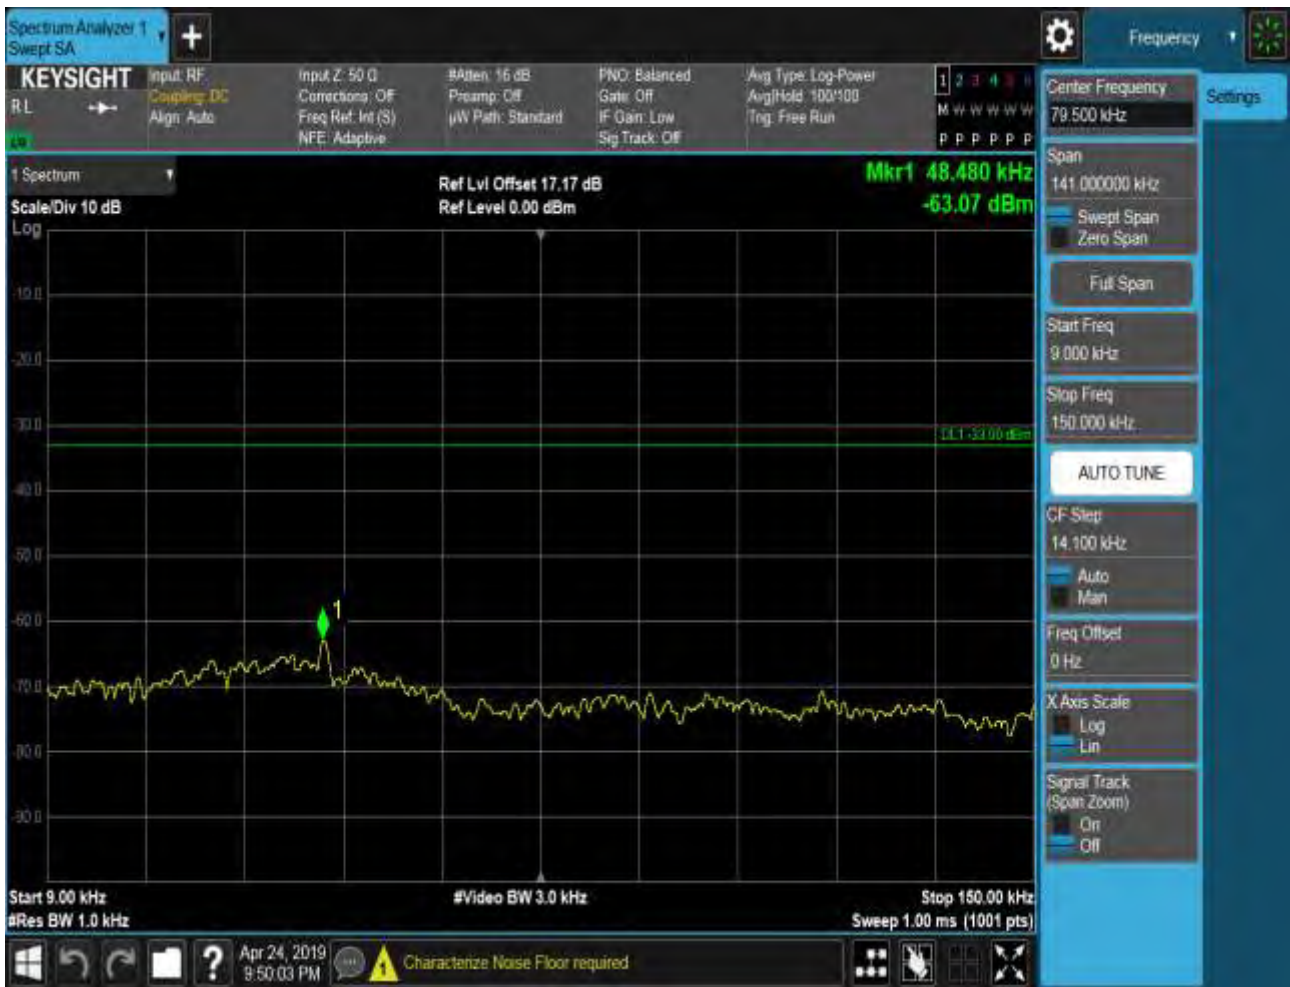 Spectrum Analyzer 1
Swept SA
Frequency
KEYSIGHT
R L
Input: RF
Coupling: DC
Align: Auto
Input Z: 50 Ω
Corrections: Off
Freq Ref: Int (S)
NFE: Adaptive
#Atten: 16 dB
Preamp: Off
µW Path: Standard
PNO: Balanced
Gate: Off
IF Gain: Low
Sig Track: Off
Avg Type: Log-Power
Avg|Hold: 100/100
Trig: Free Run
1 2 3 4 5 6
M W W W W W
P P P P P P
Center Frequency
79.500 kHz
Settings
Span
141.000000 kHz
Swept Span
Zero Span
Full Span
Start Freq
9.000 kHz
Stop Freq
150.000 kHz
AUTO TUNE
CF Step
14.100 kHz
Auto
Man
Freq Offset
0 Hz
X Axis Scale
Log
Lin
Signal Track
(Span Zoom)
On
Off
1 Spectrum
Scale/Div 10 dB
Log
Ref Lvl Offset 17.17 dB
Ref Level 0.00 dBm
Mkr1 48.480 kHz
-63.07 dBm
-10.0
-20.0
-30.0
DL1 -33.00 dBm
-40.0
-50.0
1
-60.0
-70.0
-80.0
-90.0
Start 9.00 kHz
#Res BW 1.0 kHz
#Video BW 3.0 kHz
Stop 150.00 kHz
Sweep 1.00 ms (1001 pts)
Apr 24, 2019
9:50:03 PM
Characterize Noise Floor required